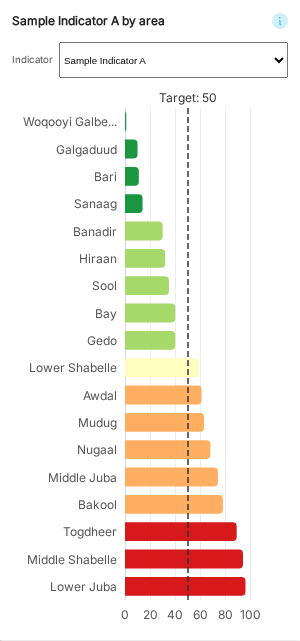 Sample Indicator A by area
i
Indicator
Sample Indicator A
Target: 50
Woqooyi Galbe...
Galgaduud
Bari
Sanaag
Banadir
Hiraan
Sool
Bay
Gedo
Lower Shabelle
Awdal
Mudug
Nugaal
Middle Juba
Bakool
Togdheer
Middle Shabelle
Lower Juba
0 20 40 60 80 100